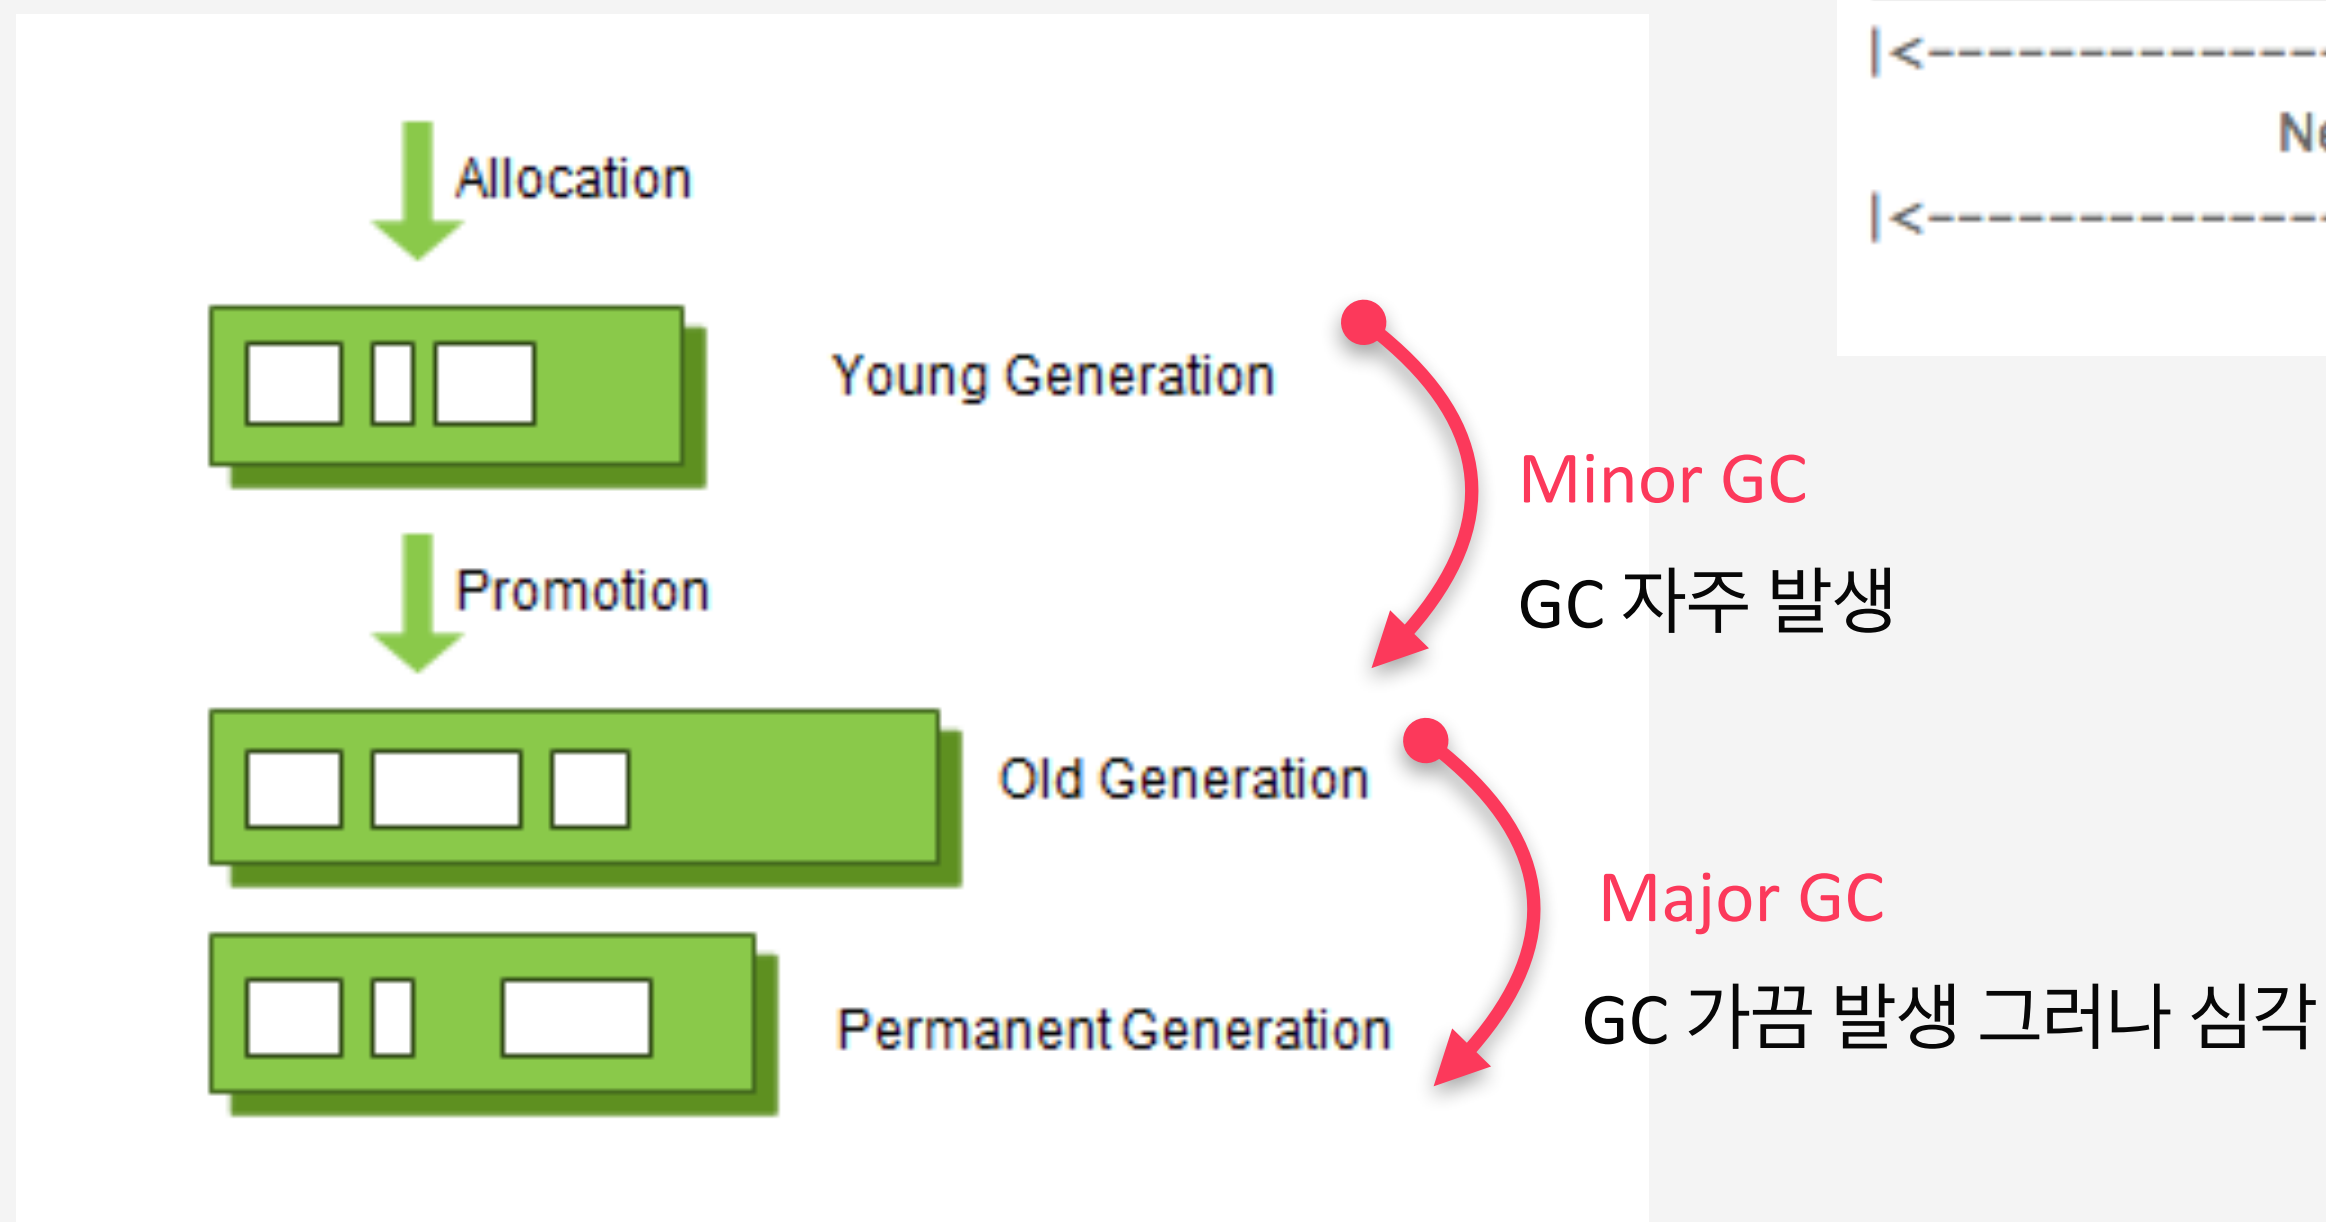 Allocation
Young Generation
Minor GC
GC 자주 발생
Promotion
Old Generation
Major GC
GC 가끔 발생 그러나 심각
Permanent Generation
|<---------------
|<---------------